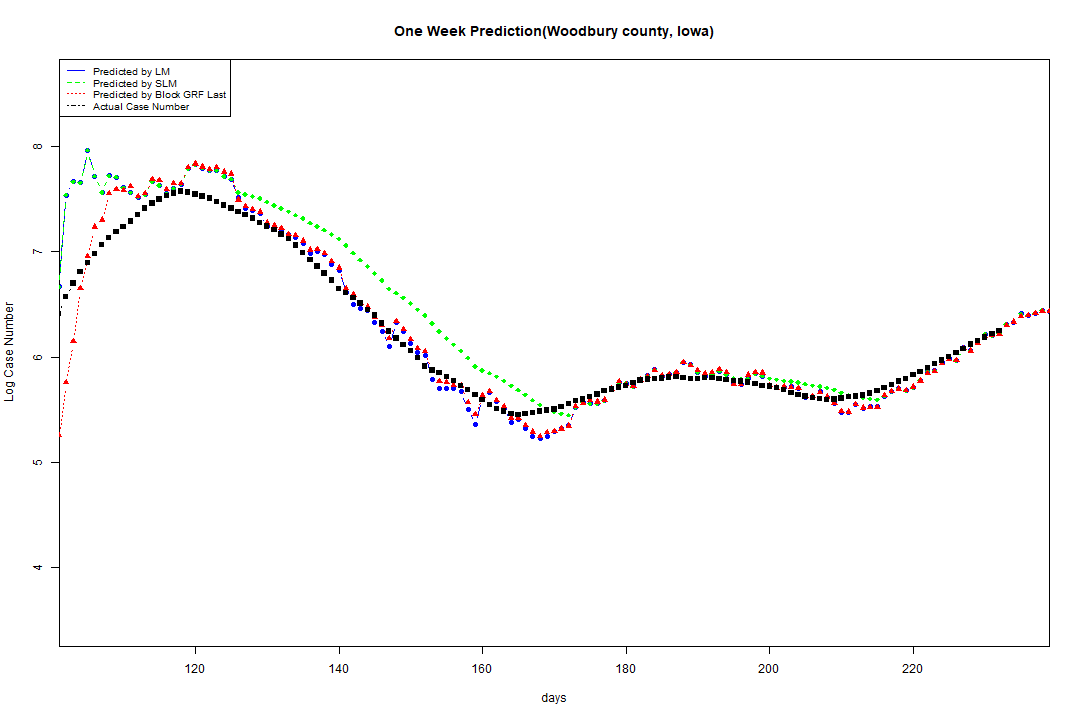 One Week Prediction(Woodbury county, Iowa)
Predicted by LM
Predicted by SLM
Predicted by Block GRF Last
Actual Case Number
8
7
6
5
4
Log Case Number
120 140 160 180 200 220
days